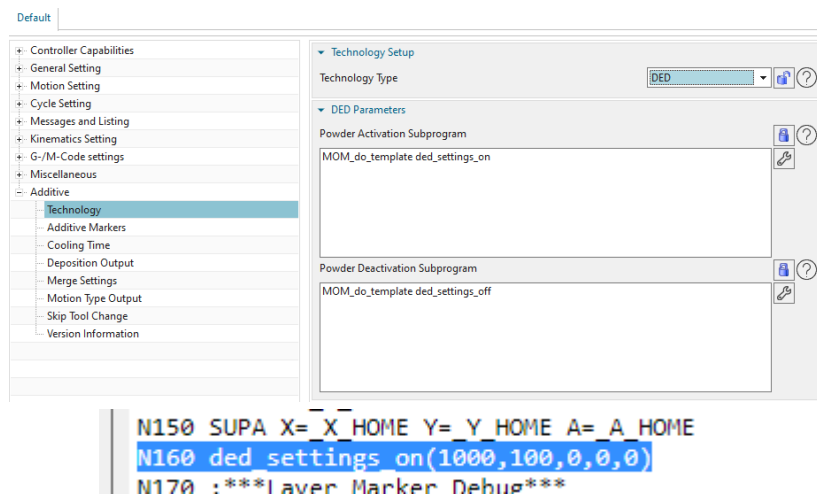 Default
Controller Capabilities
General Setting
Motion Setting
Cycle Setting
Messages and Listing
Kinematics Setting
G-/M-Code settings
Miscellaneous
Additive
Technology
Additive Markers
Cooling Time
Deposition Output
Merge Settings
Motion Type Output
Skip Tool Change
Version Information
Technology Setup
Technology Type DED
DED Parameters
Powder Activation Subprogram
MOM_do_template ded_settings_on
Powder Deactivation Subprogram
MOM_do_template ded_settings_off
N150 SUPA X=_X_HOME Y=_Y_HOME A=_A_HOME
N160 ded_settings_on(1000,100,0,0,0)
N170 ;***Layer Marker Debug***